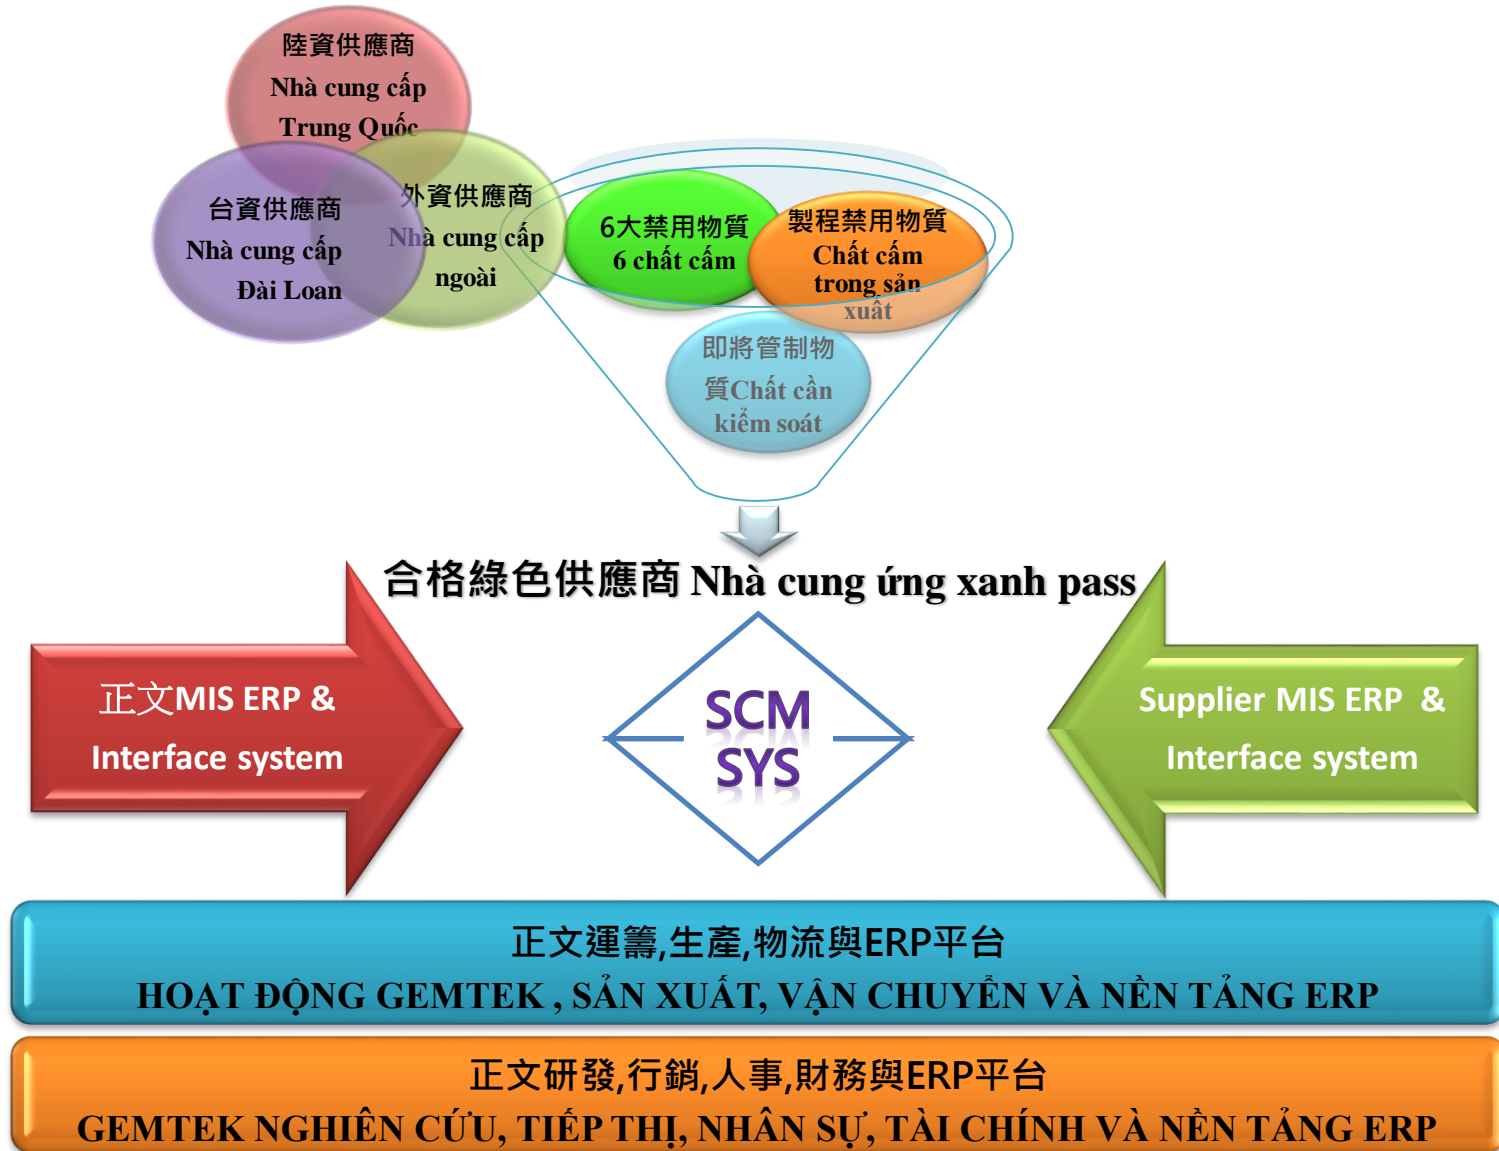 陸資供應商
Nhà cung cấp
Trung Quốc
台資供應商
Nhà cung cấp
Đài Loan
外資供應商
Nhà cung cấp
ngoài
6大禁用物質
6 chất cấm
製程禁用物質
Chất cấm
trong sản
xuất
即將管制物
質Chất cần
kiểm soát
合格綠色供應商 Nhà cung ứng xanh pass
正文MIS ERP &
Interface system
SCM
SYS
Supplier MIS ERP &
Interface system
正文運籌,生產,物流與ERP平台
HOẠT ĐỘNG GEMTEK , SẢN XUẤT, VẬN CHUYỂN VÀ NỀN TẢNG ERP
正文研發,行銷,人事,財務與ERP平台
GEMTEK NGHIÊN CỨU, TIẾP THỊ, NHÂN SỰ, TÀI CHÍNH VÀ NỀN TẢNG ERP